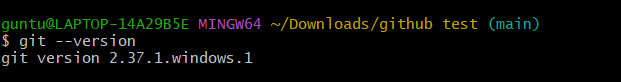 guntu@LAPTOP-14A29B5E MINGW64 ~/Downloads/github test (main)
$ git --version
git version 2.37.1.windows.1